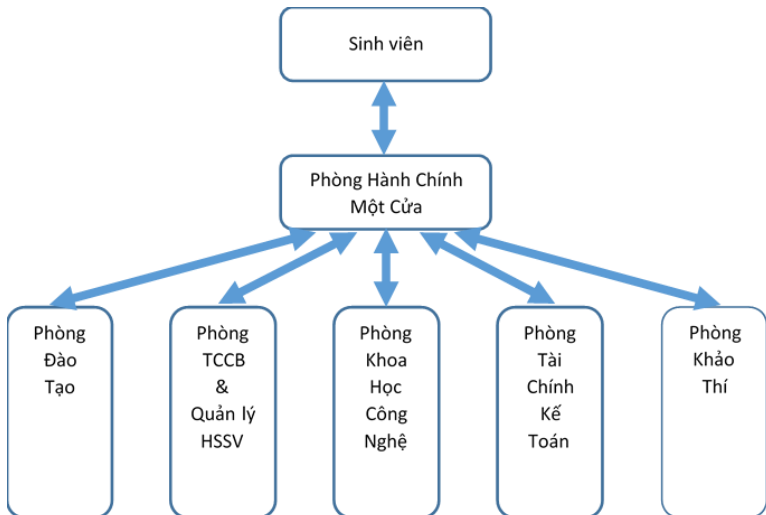 Sinh viên
Phòng Hành Chính
Một Cửa
Phòng
Đào
Tạo
Phòng
TCCB
&
Quản lý
HSSV
Phòng
Khoa
Học
Công
Nghệ
Phòng
Tài
Chính
Kế
Toán
Phòng
Khảo
Thí